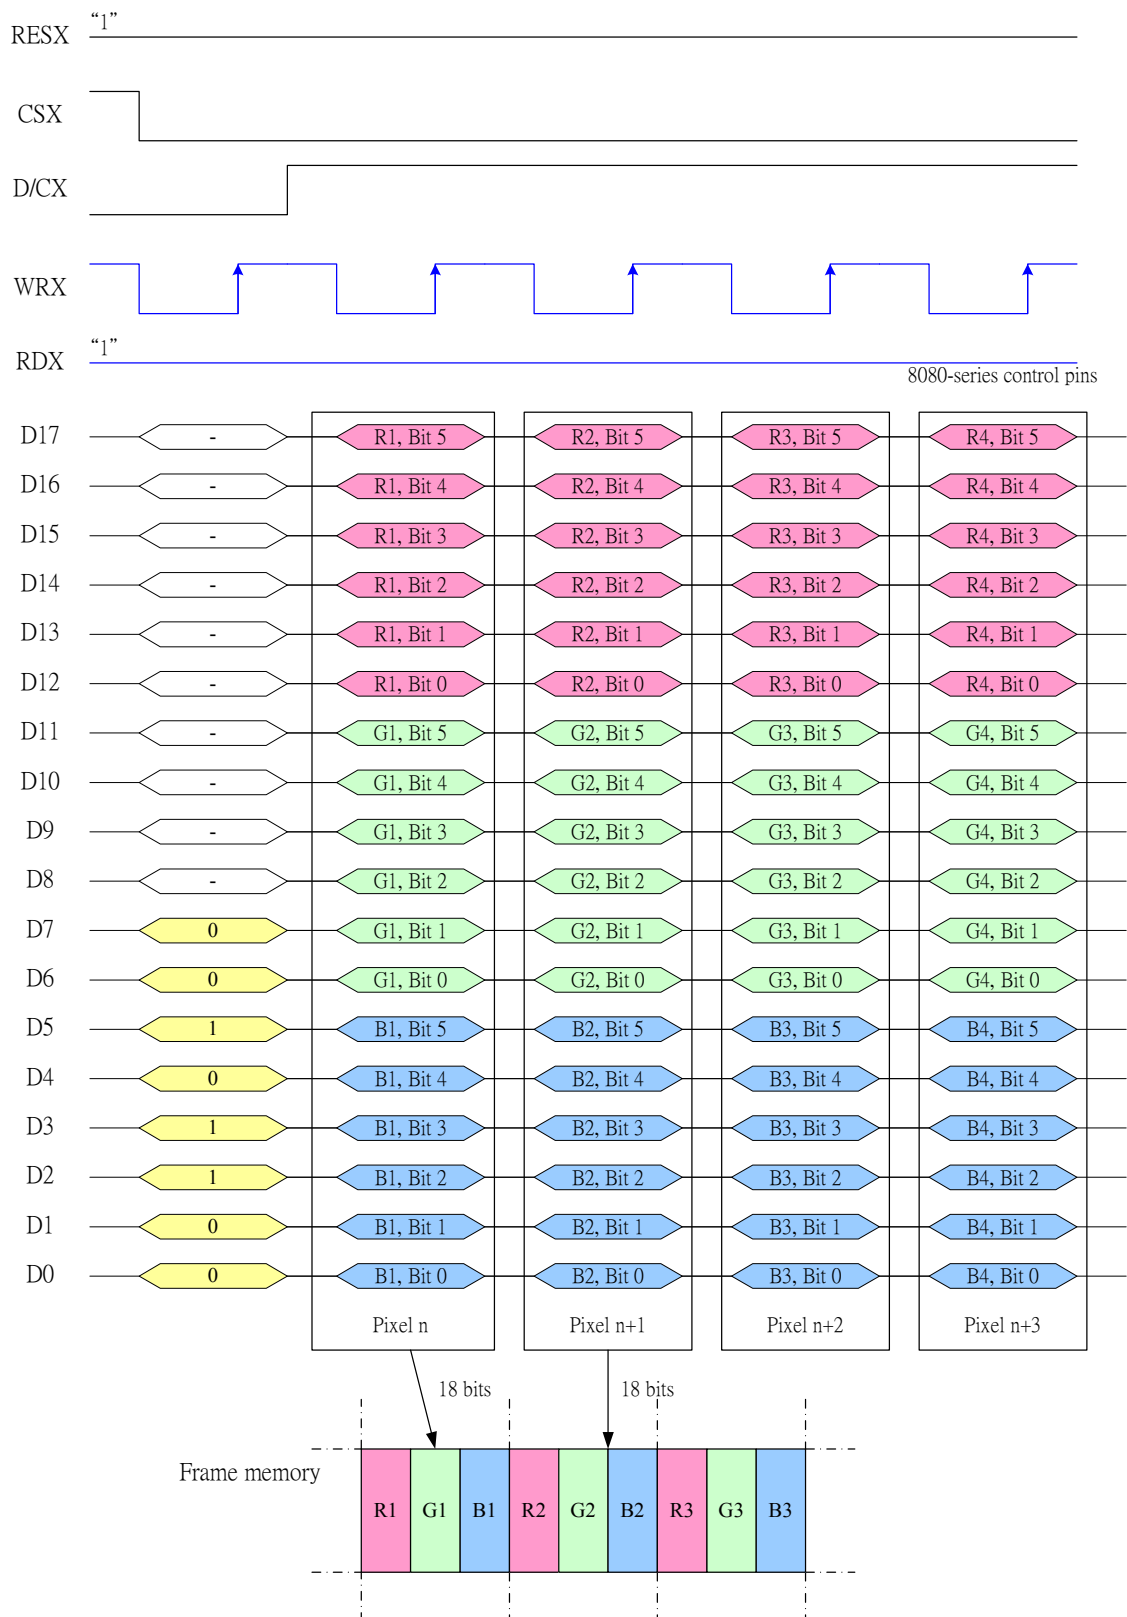 RESX “1”
CSX
D/CX
WRX
RDX “1”
8080-series control pins
D17 - R1, Bit 5 R2, Bit 5 R3, Bit 5 R4, Bit 5
D16 - R1, Bit 4 R2, Bit 4 R3, Bit 4 R4, Bit 4
D15 - R1, Bit 3 R2, Bit 3 R3, Bit 3 R4, Bit 3
D14 - R1, Bit 2 R2, Bit 2 R3, Bit 2 R4, Bit 2
D13 - R1, Bit 1 R2, Bit 1 R3, Bit 1 R4, Bit 1
D12 - R1, Bit 0 R2, Bit 0 R3, Bit 0 R4, Bit 0
D11 - G1, Bit 5 G2, Bit 5 G3, Bit 5 G4, Bit 5
D10 - G1, Bit 4 G2, Bit 4 G3, Bit 4 G4, Bit 4
D9 - G1, Bit 3 G2, Bit 3 G3, Bit 3 G4, Bit 3
D8 - G1, Bit 2 G2, Bit 2 G3, Bit 2 G4, Bit 2
D7 0 G1, Bit 1 G2, Bit 1 G3, Bit 1 G4, Bit 1
D6 0 G1, Bit 0 G2, Bit 0 G3, Bit 0 G4, Bit 0
D5 1 B1, Bit 5 B2, Bit 5 B3, Bit 5 B4, Bit 5
D4 0 B1, Bit 4 B2, Bit 4 B3, Bit 4 B4, Bit 4
D3 1 B1, Bit 3 B2, Bit 3 B3, Bit 3 B4, Bit 3
D2 1 B1, Bit 2 B2, Bit 2 B3, Bit 2 B4, Bit 2
D1 0 B1, Bit 1 B2, Bit 1 B3, Bit 1 B4, Bit 1
D0 0 B1, Bit 0 B2, Bit 0 B3, Bit 0 B4, Bit 0
Pixel n Pixel n+1 Pixel n+2 Pixel n+3
18 bits 18 bits
Frame memory
R1 G1 B1 R2 G2 B2 R3 G3 B3